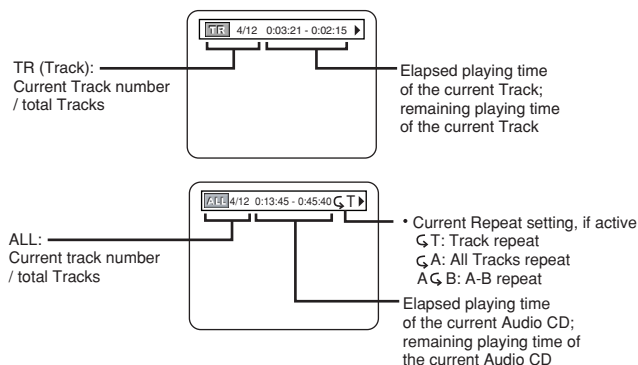 TR 4/12 0:03:21 - 0:02:15
TR (Track):
Current Track number
/ total Tracks
Elapsed playing time
of the current Track;
remaining playing time
of the current Track
ALL 4/12 0:13:45 - 0:45:40 T
ALL:
Current track number
/ total Tracks
• Current Repeat setting, if active
T: Track repeat
A: All Tracks repeat
A B: A-B repeat
Elapsed playing time
of the current Audio CD;
remaining playing time of
the current Audio CD